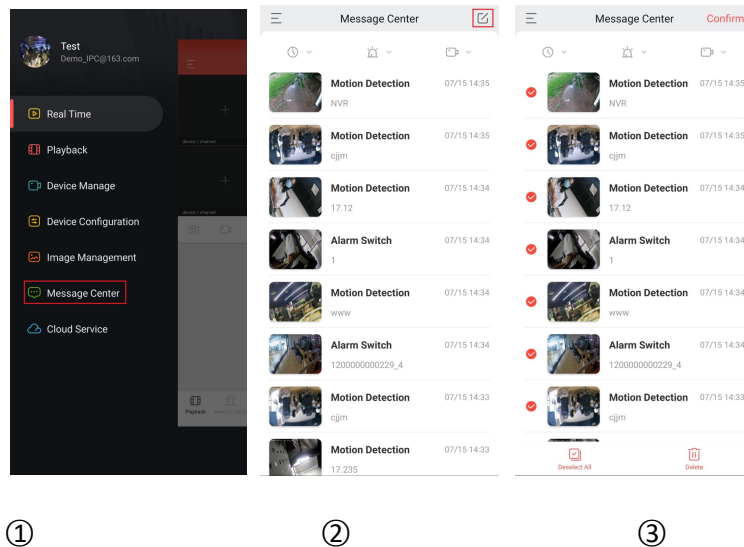 Test
Demo_IPC@163.com
Real Time
Playback
Device Manage
Device Configuration
Image Management
Message Center
Cloud Service
device / channel
device / channel
Playback
Message Center
Motion Detection 07/15 14:35
NVR
Motion Detection 07/15 14:35
cjjm
Motion Detection 07/15 14:34
17.12
Alarm Switch 07/15 14:34
1
Motion Detection 07/15 14:34
www
Alarm Switch 07/15 14:34
1200000000229_4
Motion Detection 07/15 14:33
cjjm
Motion Detection 07/15 14:33
17.235
Message Center Confirm
Motion Detection 07/15 14:35
NVR
Motion Detection 07/15 14:35
cjjm
Motion Detection 07/15 14:34
17.12
Alarm Switch 07/15 14:34
1
Motion Detection 07/15 14:34
www
Alarm Switch 07/15 14:34
1200000000229_4
Motion Detection 07/15 14:33
cjjm
Deselect All Delete
① ② ③